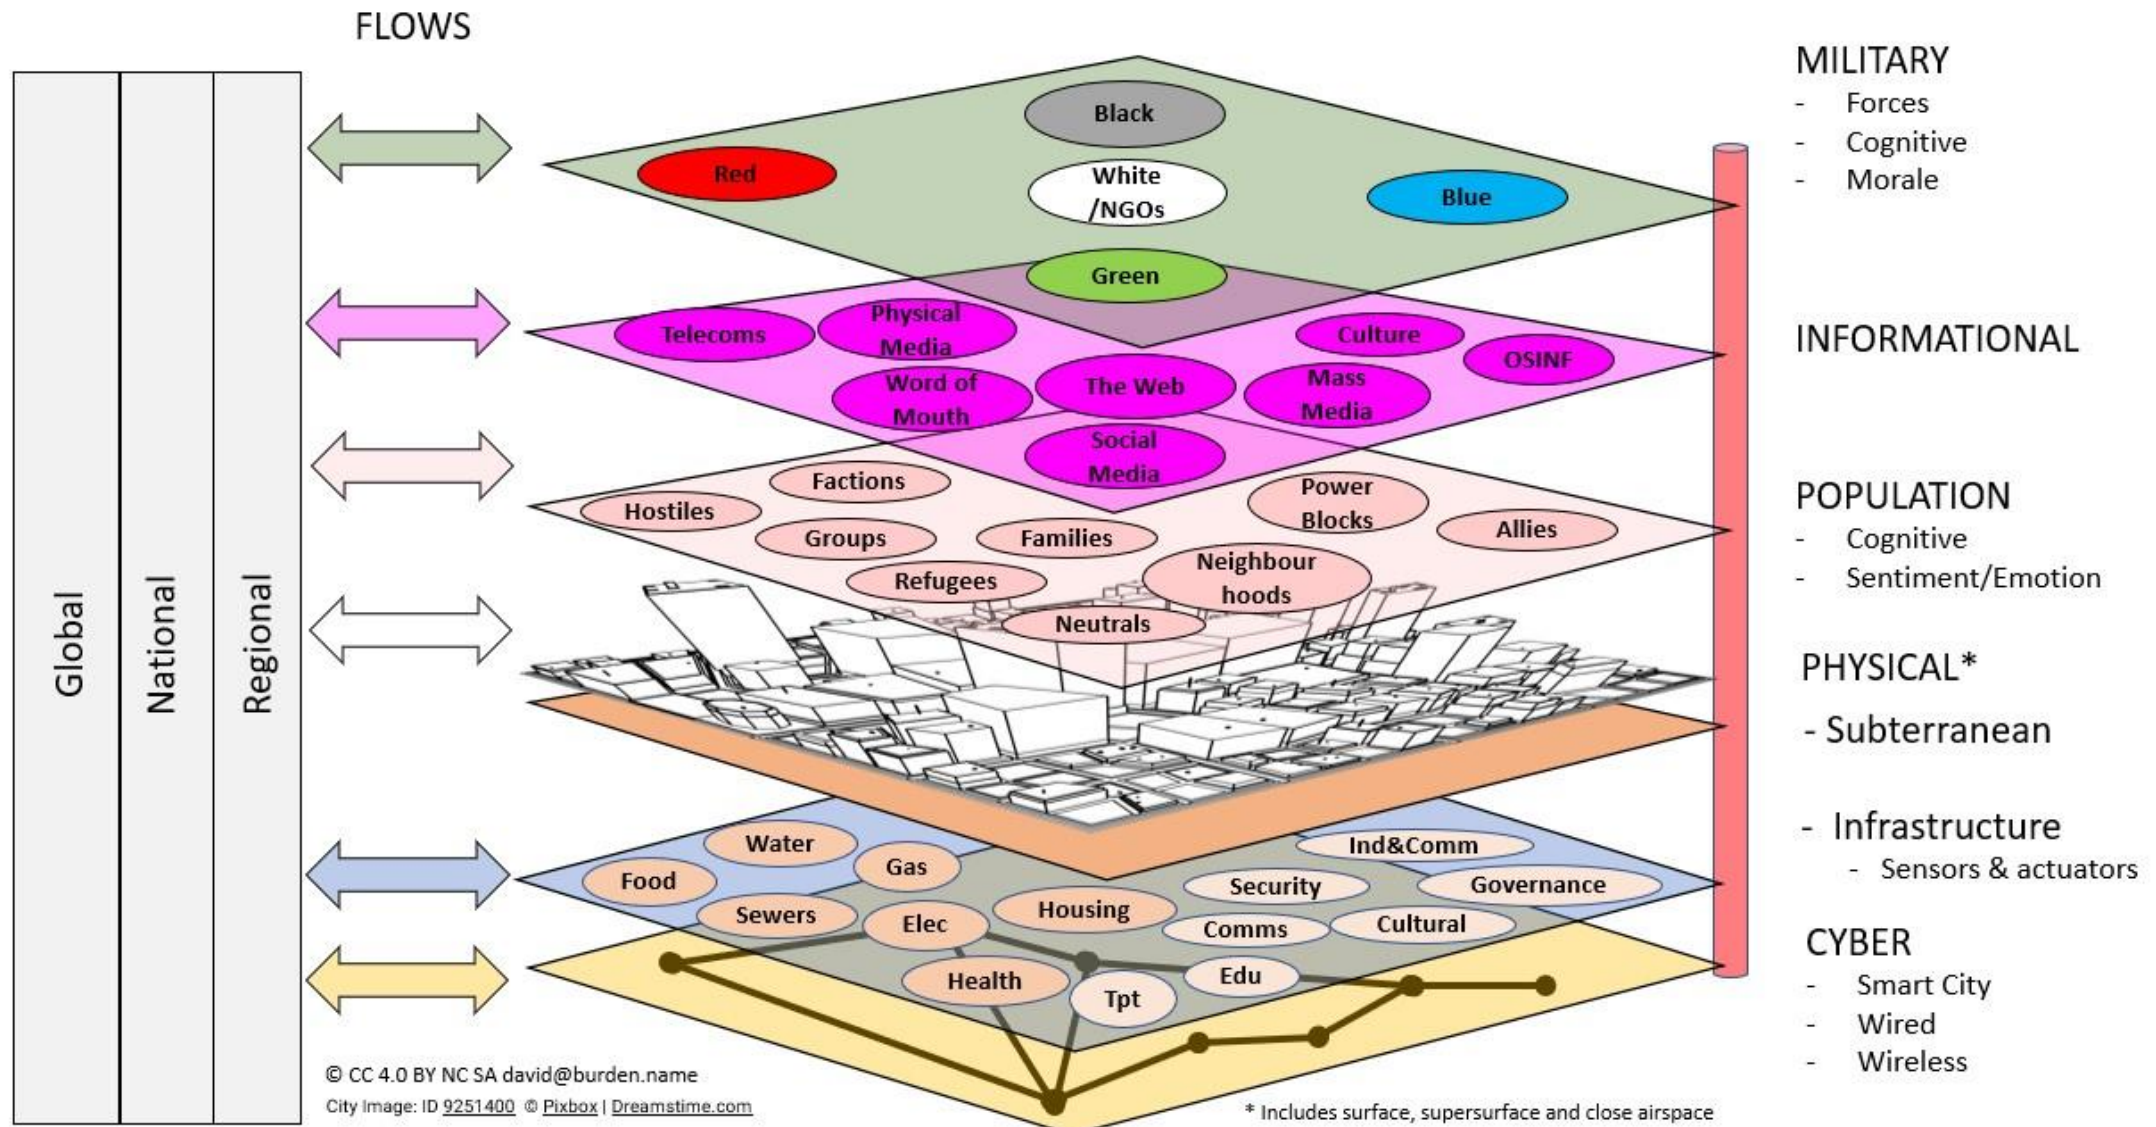 FLOWS
Global
National
Regional
Black
Red
White
/NGOs
Blue
Green
Telecoms
Physical
Media
Culture
OSINF
Word of
Mouth
The Web
Mass
Media
Social
Media
Factions
Hostiles
Power
Blocks
Groups
Families
Allies
Refugees
Neighbour
hoods
Neutrals
Water
Gas
Ind&Comm
Food
Security
Governance
Sewers
Elec
Housing
Comms
Cultural
Health
Tpt
Edu
MILITARY
- Forces
- Cognitive
- Morale
INFORMATIONAL
POPULATION
- Cognitive
- Sentiment/Emotion
PHYSICAL*
- Subterranean
- Infrastructure
- Sensors & actuators
CYBER
- Smart City
- Wired
- Wireless
© CC 4.0 BY NC SA david@burden.name
City Image: ID 9251400 © Pixbox | Dreamstime.com
* Includes surface, supersurface and close airspace